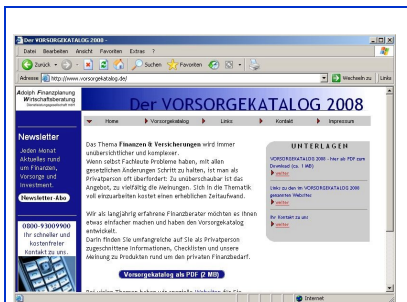 Der VORSORGEKATALOG 2008 -
Datei Bearbeiten Ansicht Favoriten Extras ?
Zurück Suchen Favoriten
Adresse http://www.vorsorgekatalog.de/ Wechseln zu Links
Adolph Finanzplanung
Wirtschaftsberatung
Der VORSORGEKATALOG 2008
Home Vorsorgekatalog Links Kontakt Impressum
Newsletter
Jeden Monat
Aktuelles rund
um Finanzen,
Vorsorge und
Investment.
Newsletter-Abo
0800-93009900
Ihr schneller und
kostenfreier
Kontakt zu uns.
Das Thema Finanzen & Versicherungen wird immer
unübersichtlicher und komplexer.
Wenn selbst Fachleute Probleme haben, mit allen
gesetzlichen Änderungen Schritt zu halten, ist man als
Privatperson oft überfordert: Zu unüberschaubar ist das
Angebot, zu vielfältig die Meinungen. Sich in die Thematik
voll einzuarbeiten kostet einen erheblichen Zeitaufwand.
Wir als langjährig erfahrene Finanzberater möchten es Ihnen
etwas einfacher machen und haben den Vorsorgekatalog
entwickelt.
Darin finden Sie umfangreiche auf Sie als Privatperson
zugeschnittene Informationen, Checklisten und unsere
Meinung zu Produkten rund um den privaten Finanzbedarf.
Vorsorgekatalog als PDF (2 MB)
UNTERLAGEN
VORSORGEKATALOG 2008 - hier als PDF zum
Download (ca. 1 MB)
weiter
Links zu den im VORSORGEKATALOG 2008
genannten Websites
weiter
Ihr Kontakt zu uns
weiter
Internet